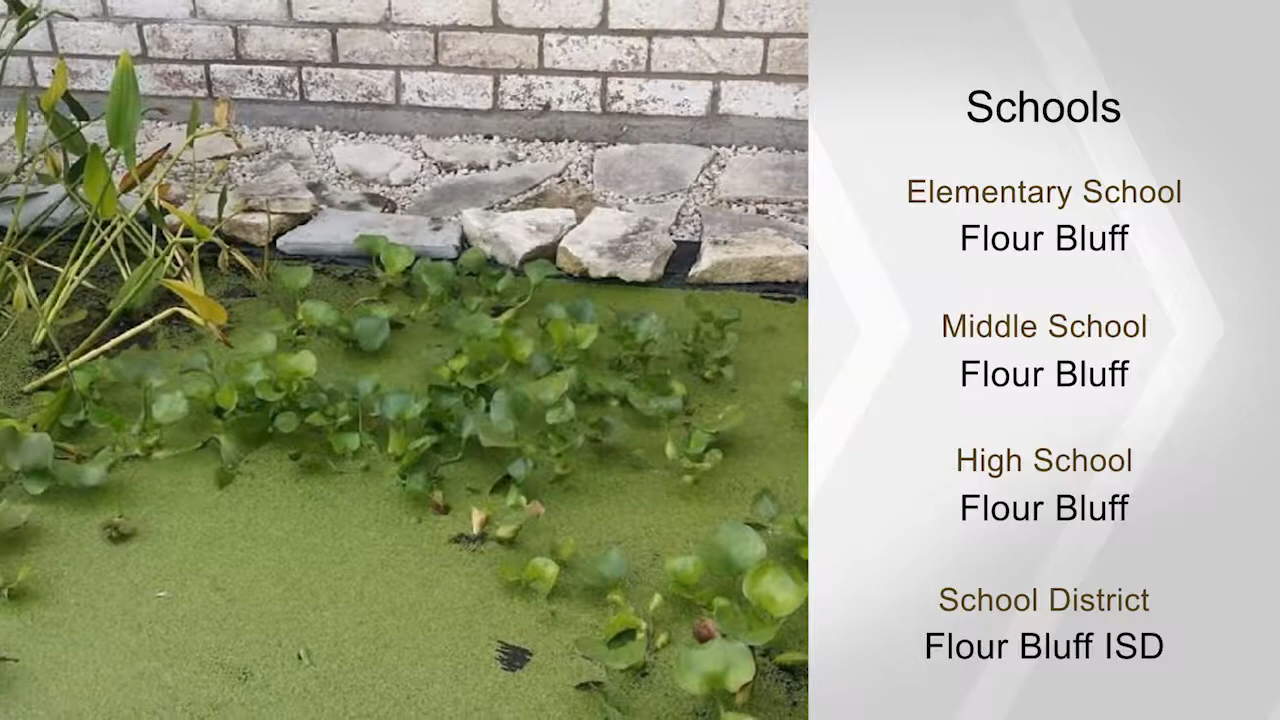 Schools
Elementary School
Flour Bluff
Middle School
Flour Bluff
High School
Flour Bluff
School District
Flour Bluff ISD